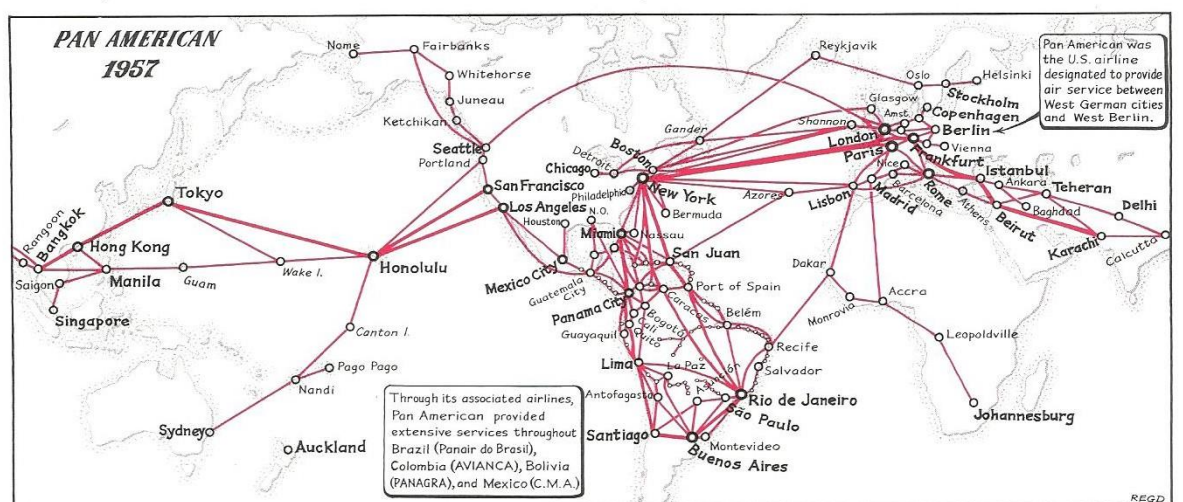 PAN AMERICAN
1957
Nome
Fairbanks
Whitehorse
Juneau
Ketchikan
Seattle
Portland
San Francisco
Los Angeles
Tokyo
Rangoon
Bangkok
Hong Kong
Saigon
Manila
Guam
Wake I.
Honolulu
Singapore
Canton I.
Pago Pago
Nandi
Sydney
Auckland
Reykjavik
Oslo
Helsinki
Stockholm
Glasgow
Amst.
Copenhagen
Shannon
London
Berlin
Gander
Paris
Frankfurt
Vienna
Boston
Detroit
Chicago
Nice
Istanbul
New York
Philadelphia
Rome
Ankara
Teheran
Houston
N.O.
Bermuda
Azores
Lisbon
Madrid
Barcelona
Athens
Baghdad
Delhi
Beirut
Karachi
Calcutta
Miami
Nassau
San Juan
Mexico City
Guatemala
City
Dakar
Panama City
Caracas
Port of Spain
Accra
Monrovia
Bogotá
Belém
Cali
Quito
Guayaquil
Leopoldville
Recife
Lima
La Paz
Salvador
Antofagasta
Rio de Janeiro
São Paulo
Johannesburg
Santiago
Montevideo
Buenos Aires
Pan American was
the U.S. airline
designated to provide
air service between
West German cities
and West Berlin.
Through its associated airlines,
Pan American provided
extensive services throughout
Brazil (Panair do Brasil),
Colombia (AVIANCA), Bolivia
(PANAGRA), and Mexico (C.M.A.)
REGD